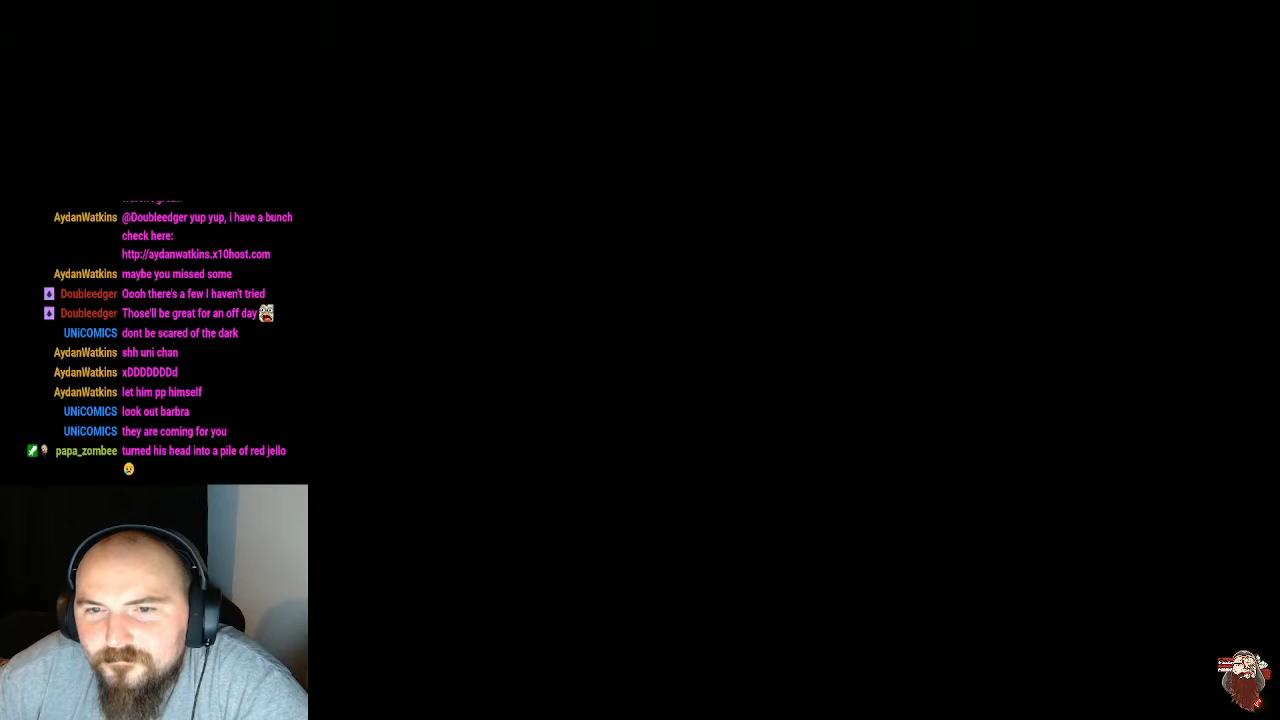 AydanWatkins @Doubleedger yup yup, i have a bunch
check here:
http://aydanwatkins.x10host.com
AydanWatkins maybe you missed some
Doubleedger Oooh there's a few I haven't tried
Doubleedger Those'll be great for an off day
UNiCOMICS dont be scared of the dark
AydanWatkins shh uni chan
AydanWatkins xDDDDDDDd
AydanWatkins let him pp himself
UNiCOMICS look out barbra
UNiCOMICS they are coming for you
papa_zombee turned his head into a pile of red jello